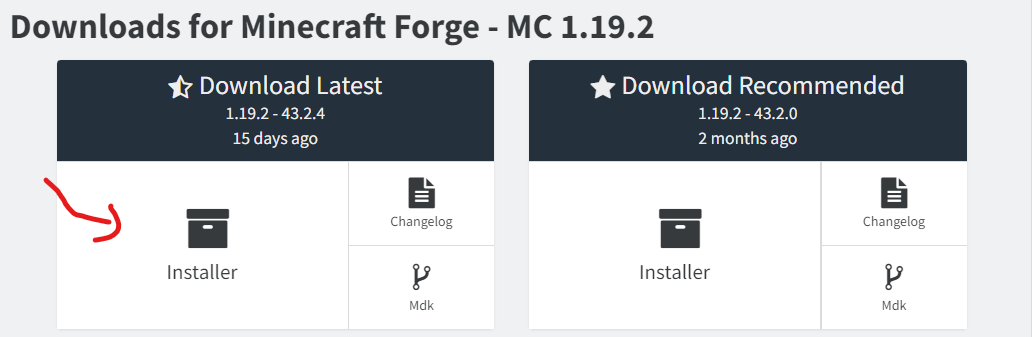 Downloads for Minecraft Forge - MC 1.19.2
Download Latest
1.19.2 - 43.2.4
15 days ago
Installer
Changelog
Mdk
Download Recommended
1.19.2 - 43.2.0
2 months ago
Installer
Changelog
Mdk